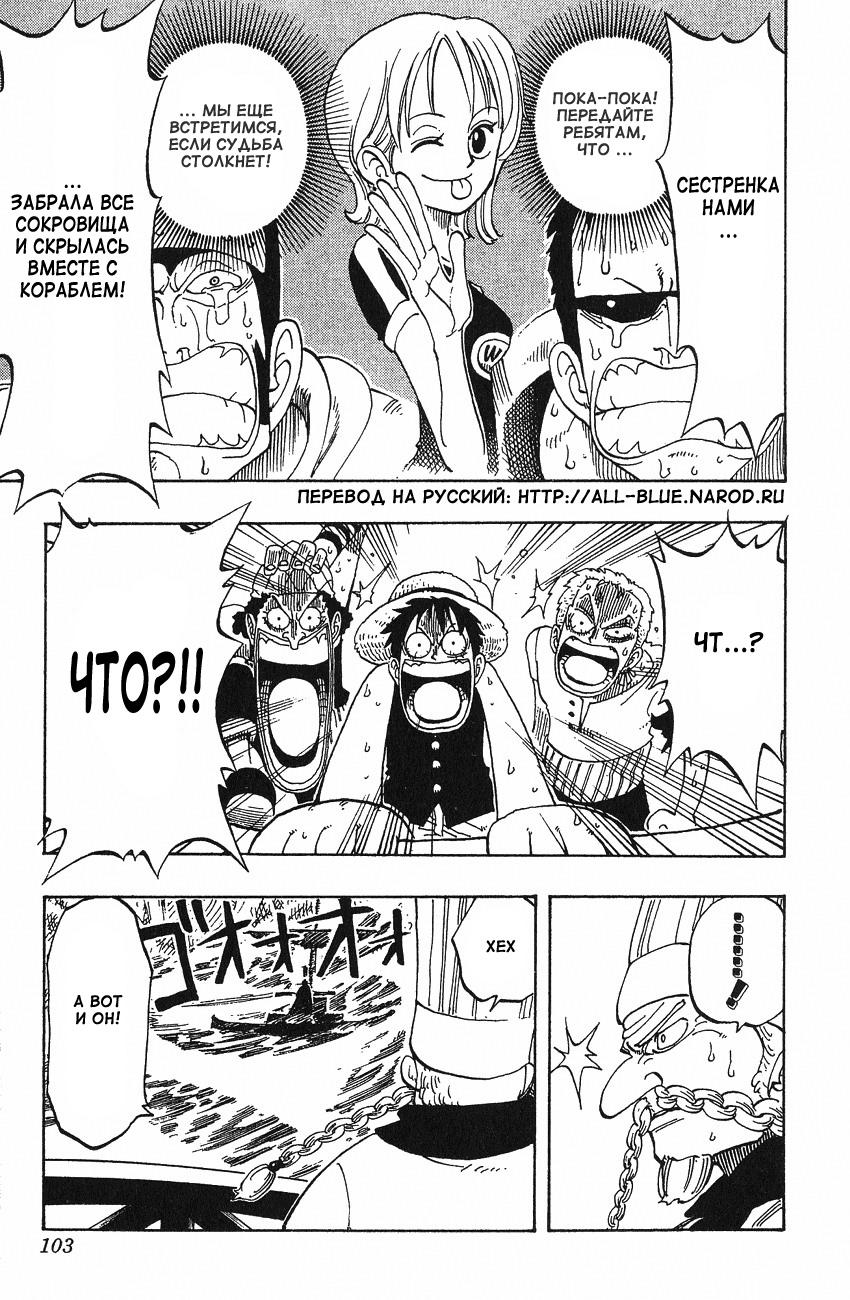 СЕСТРЕНКА
НАМИ
...
ПОКА-ПОКА!
ПЕРЕДАЙТЕ
РЕБЯТАМ,
ЧТО ...
... МЫ ЕЩЕ
ВСТРЕТИМСЯ,
ЕСЛИ СУДЬБА
СТОЛКНЕТ!
...
ЗАБРАЛА ВСЕ
СОКРОВИЩА
И СКРЫЛАСЬ
ВМЕСТЕ С
КОРАБЛЕМ!
W
ПЕРЕВОД НА РУССКИЙ: HTTP://ALL-BLUE.NAROD.RU
ЧТ...?
ЧТО?!!
........!
ХЕХ
ゴオオオオ
А ВОТ
И ОН!
103